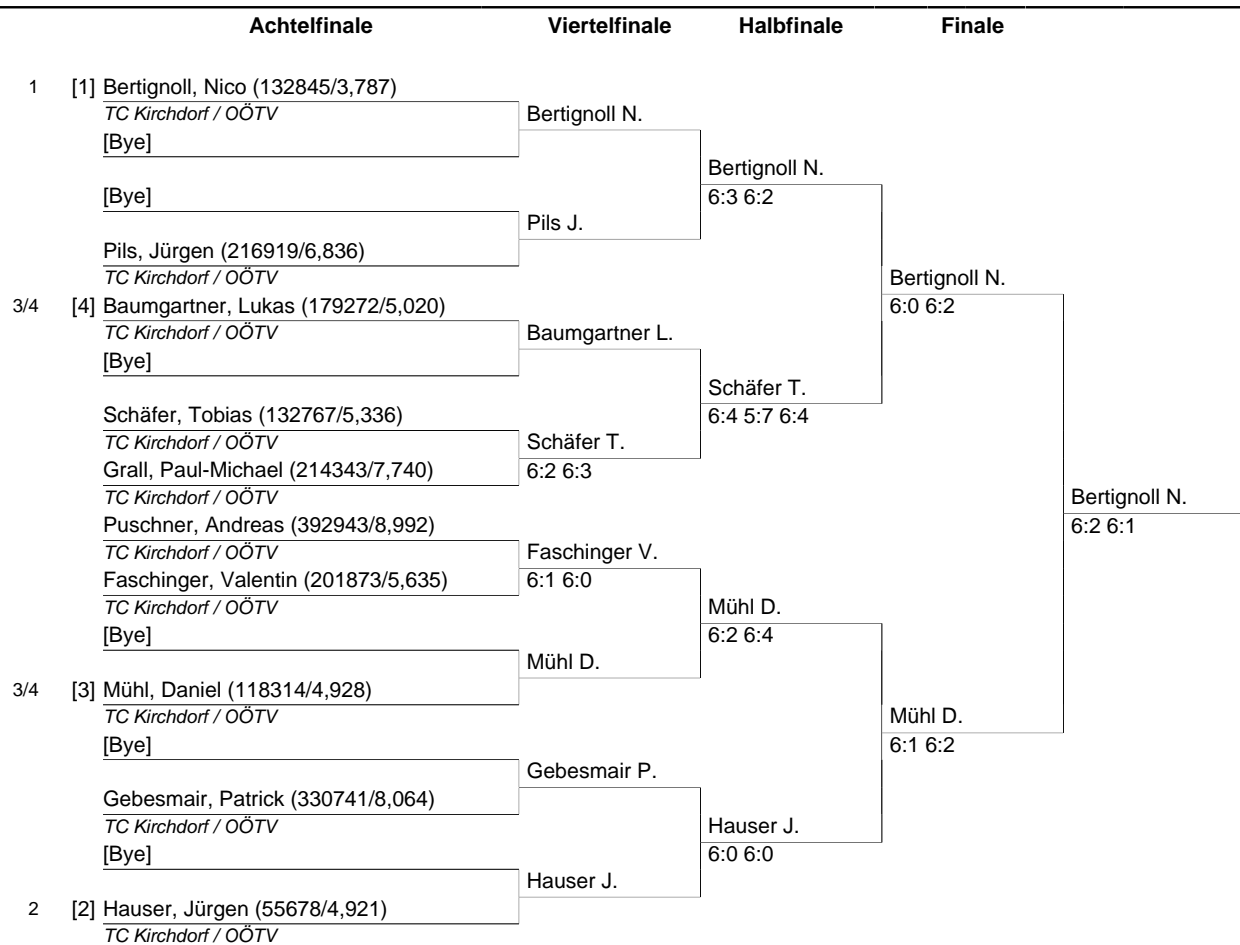 Achtelfinale Viertelfinale Halbfinale Finale
1 [1] Bertignoll, Nico (132845/3,787)
TC Kirchdorf / OÖTV Bertignoll N.
[Bye]
Bertignoll N.
[Bye] 6:3 6:2
Pils J.
Pils, Jürgen (216919/6,836)
TC Kirchdorf / OÖTV Bertignoll N.
3/4 [4] Baumgartner, Lukas (179272/5,020) 6:0 6:2
TC Kirchdorf / OÖTV Baumgartner L.
[Bye]
Schäfer T.
Schäfer, Tobias (132767/5,336) 6:4 5:7 6:4
TC Kirchdorf / OÖTV Schäfer T.
Grall, Paul-Michael (214343/7,740) 6:2 6:3
TC Kirchdorf / OÖTV Bertignoll N.
Puschner, Andreas (392943/8,992) 6:2 6:1
TC Kirchdorf / OÖTV Faschinger V.
Faschinger, Valentin (201873/5,635) 6:1 6:0
TC Kirchdorf / OÖTV Mühl D.
[Bye] 6:2 6:4
Mühl D.
3/4 [3] Mühl, Daniel (118314/4,928)
TC Kirchdorf / OÖTV Mühl D.
[Bye] 6:1 6:2
Gebesmair P.
Gebesmair, Patrick (330741/8,064)
TC Kirchdorf / OÖTV Hauser J.
[Bye] 6:0 6:0
Hauser J.
2 [2] Hauser, Jürgen (55678/4,921)
TC Kirchdorf / OÖTV